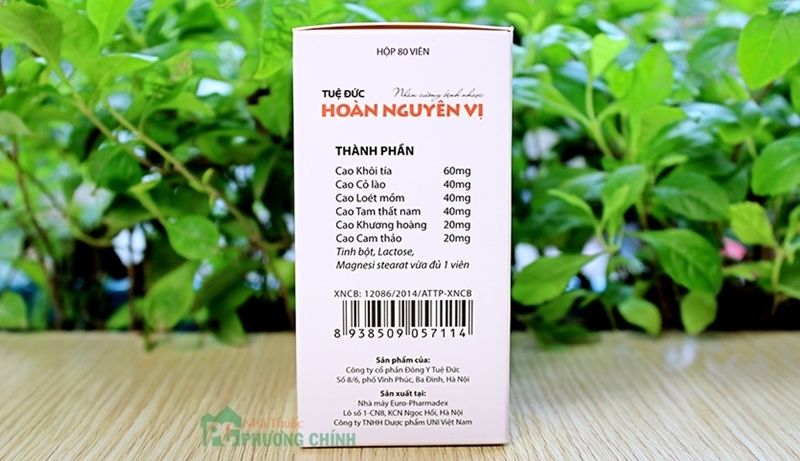 HỘP 80 VIÊN
TUỆ ĐỨC
Nhân cường bệnh nhược
HOÀN NGUYÊN VỊ
THÀNH PHẦN
Cao Khôi tía 60mg
Cao Cỏ lào 40mg
Cao Loét mồm 40mg
Cao Tam thất nam 40mg
Cao Khương hoàng 20mg
Cao Cam thảo 20mg
Tinh bột, Lactose,
Magnesi stearat vừa đủ 1 viên
XNCB: 12086/2014/ATTP-XNCB
8 938509 057114
Sản phẩm của:
Công ty cổ phần Đông Y Tuệ Đức
Số 8/6, phố Vĩnh Phúc, Ba Đình, Hà Nội
Sản xuất tại:
Nhà máy Euro-Pharmadex
Lô số 1-CN8, KCN Ngọc Hồi, Hà Nội
Công ty TNHH Dược phẩm UNI Việt Nam
Nhà Thuốc
PHƯƠNG CHÍNH